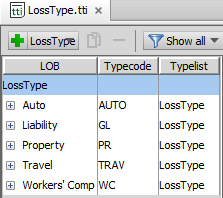 tti LossType.tti ×
LossType Show all
LOB Typecode Typelist
LossType
Auto AUTO LossType
Liability GL LossType
Property PR LossType
Travel TRAV LossType
Workers' Comp WC LossType